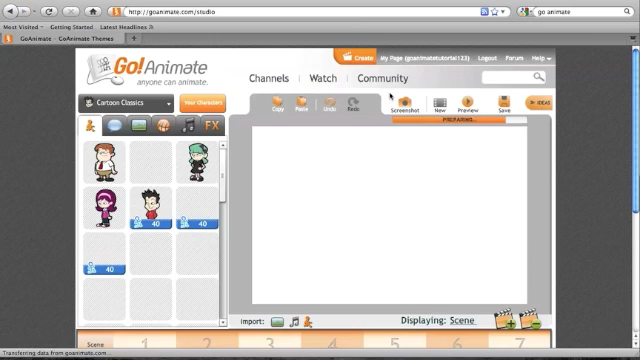 http://goanimate.com/studio
go animate
Most Visited Getting Started Latest Headlines
GoAnimate - GoAnimate Themes
Create My Page (goanimatetutorial123) Logout Forum Help
Go!Animate
anyone can animate.
Channels Watch Community
Cartoon Classics
Your Characters
Copy Paste Undo Redo
Screenshot New Preview Save
IDEAS
PREPARING...
FX
40 40
40
import: Displaying: Scene
Scene 1 2 3 4 5 6 7
Transferring data from goanimate.com...